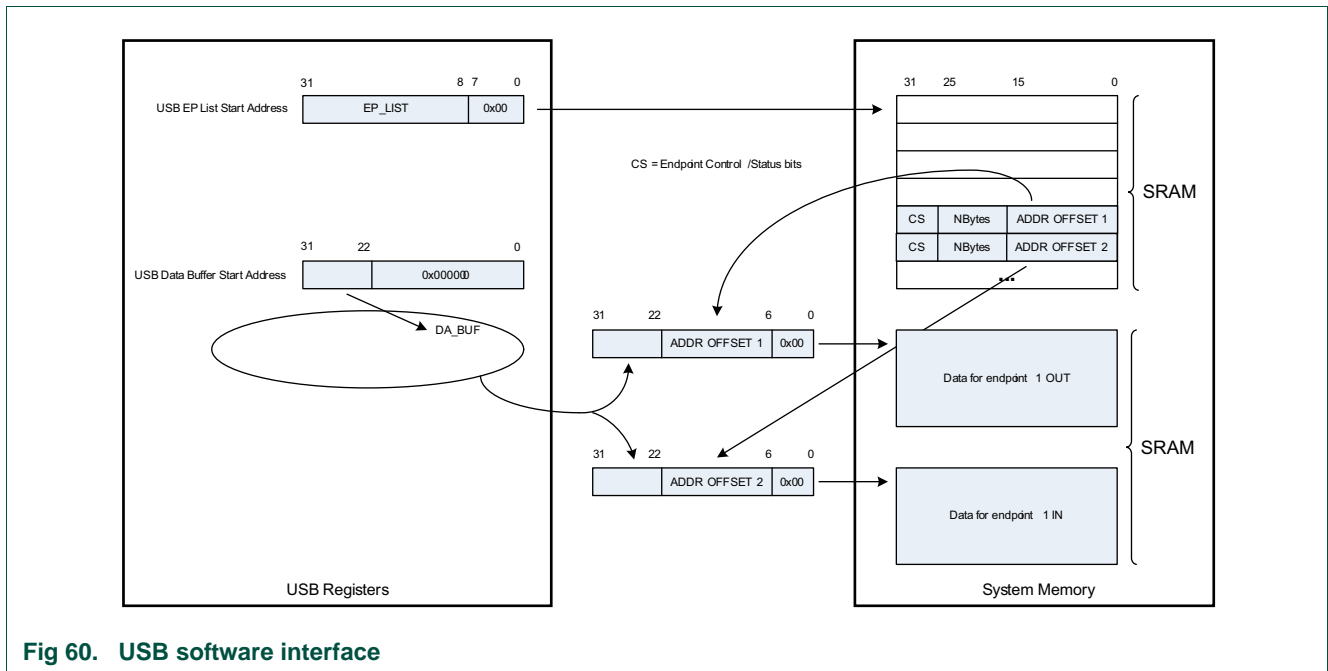 31 8 7 0
USB EP List Start Address EP_LIST 0x00
31 25 15 0
CS = Endpoint Control /Status bits
SRAM
CS NBytes ADDR OFFSET 1
CS NBytes ADDR OFFSET 2
...
31 22 0
USB Data Buffer Start Address 0x000000
DA_BUF
31 22 6 0
ADDR OFFSET 1 0x00
Data for endpoint 1 OUT
SRAM
31 22 6 0
ADDR OFFSET 2 0x00
Data for endpoint 1 IN
USB Registers
System Memory
Fig 60. USB software interface